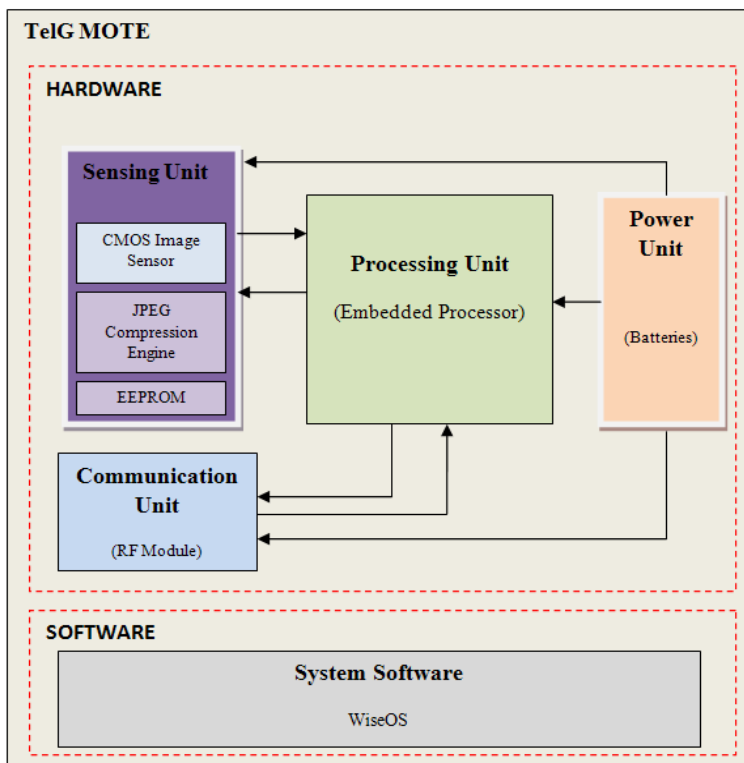 TelG MOTE
HARDWARE
Sensing Unit
CMOS Image
Sensor
JPEG
Compression
Engine
EEPROM
Processing Unit
(Embedded Processor)
Power
Unit
(Batteries)
Communication
Unit
(RF Module)
SOFTWARE
System Software
WiseOS